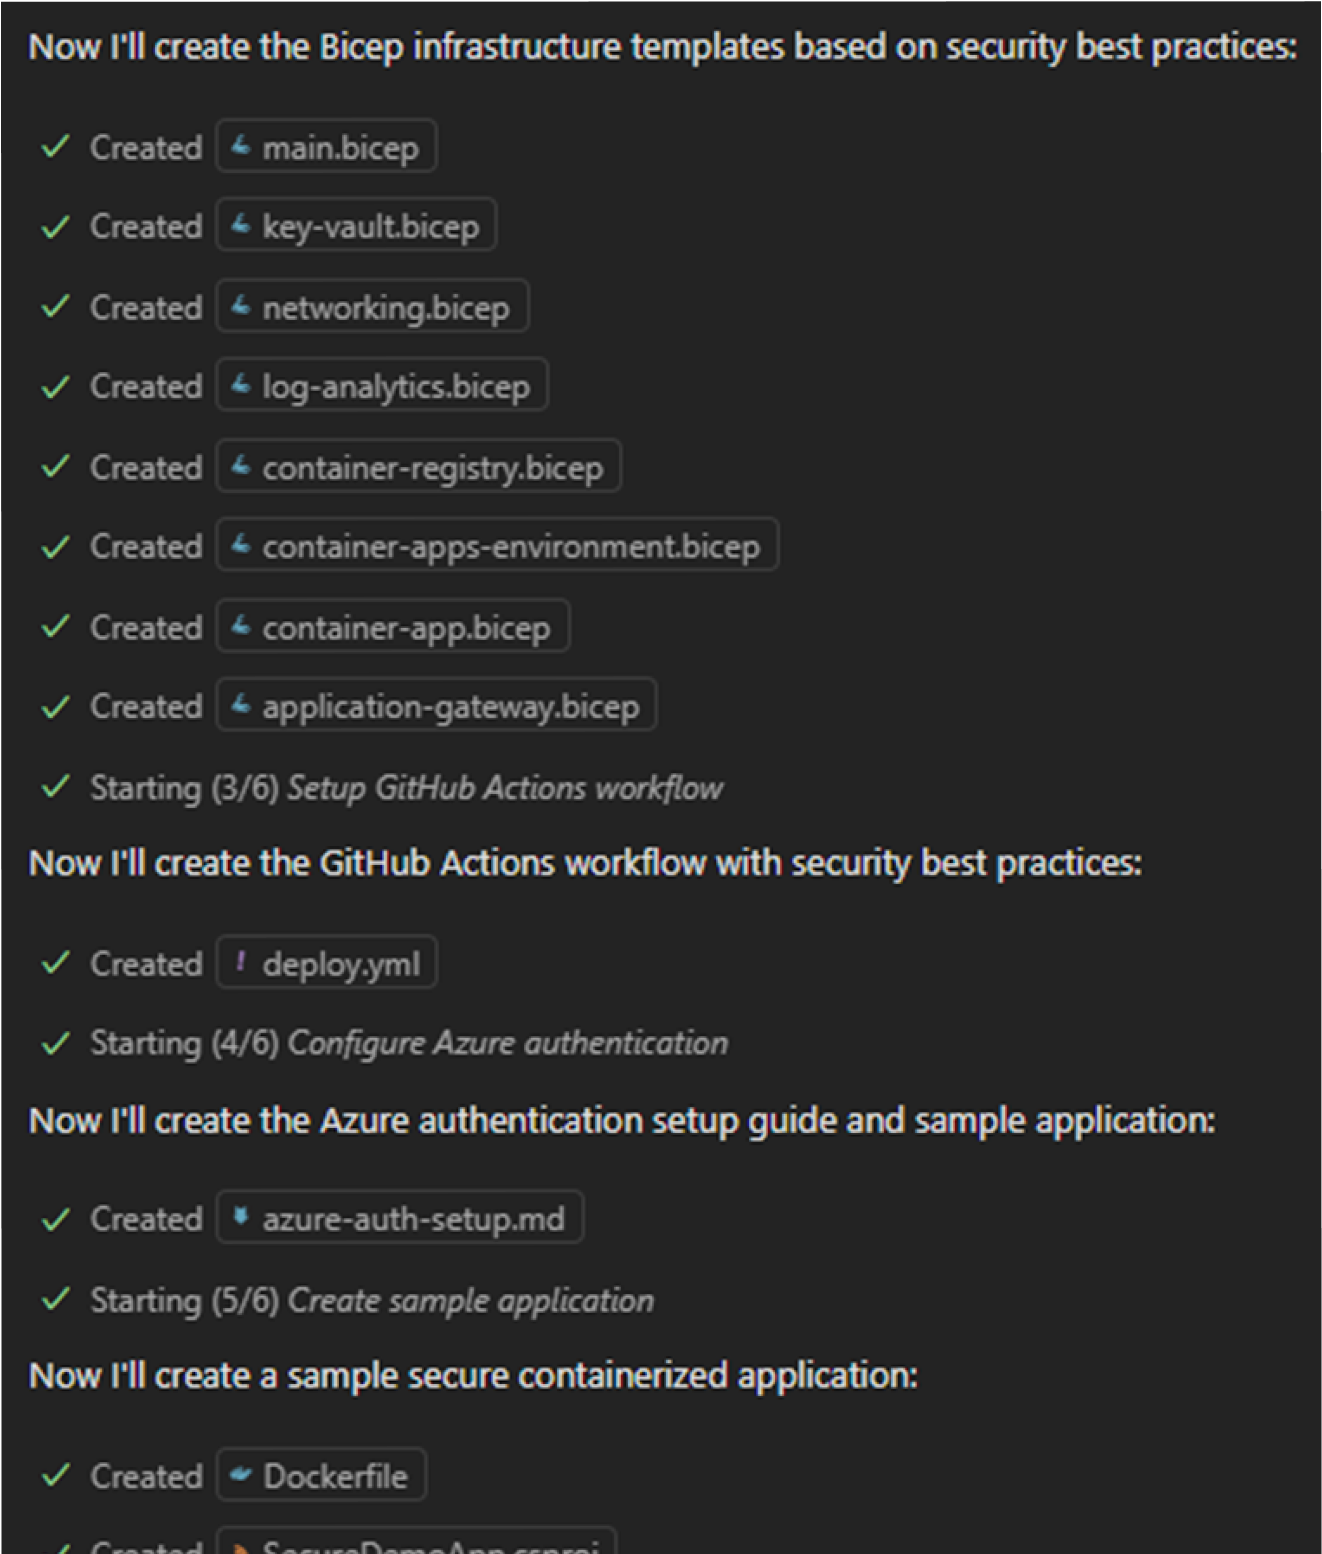 Now I'll create the Bicep infrastructure templates based on security best practices:
Created main.bicep
Created key-vault.bicep
Created networking.bicep
Created log-analytics.bicep
Created container-registry.bicep
Created container-apps-environment.bicep
Created container-app.bicep
Created application-gateway.bicep
Starting (3/6) Setup GitHub Actions workflow
Now I'll create the GitHub Actions workflow with security best practices:
Created ! deploy.yml
Starting (4/6) Configure Azure authentication
Now I'll create the Azure authentication setup guide and sample application:
Created azure-auth-setup.md
Starting (5/6) Create sample application
Now I'll create a sample secure containerized application:
Created Dockerfile
Created SecureDemoApp.csproj